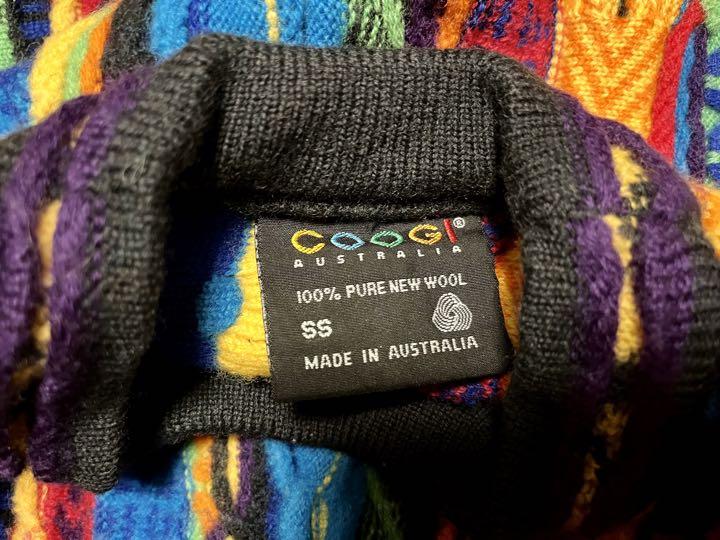 COOGI®
AUSTRALIA
100% PURE NEW WOOL
SS
MADE IN AUSTRALIA